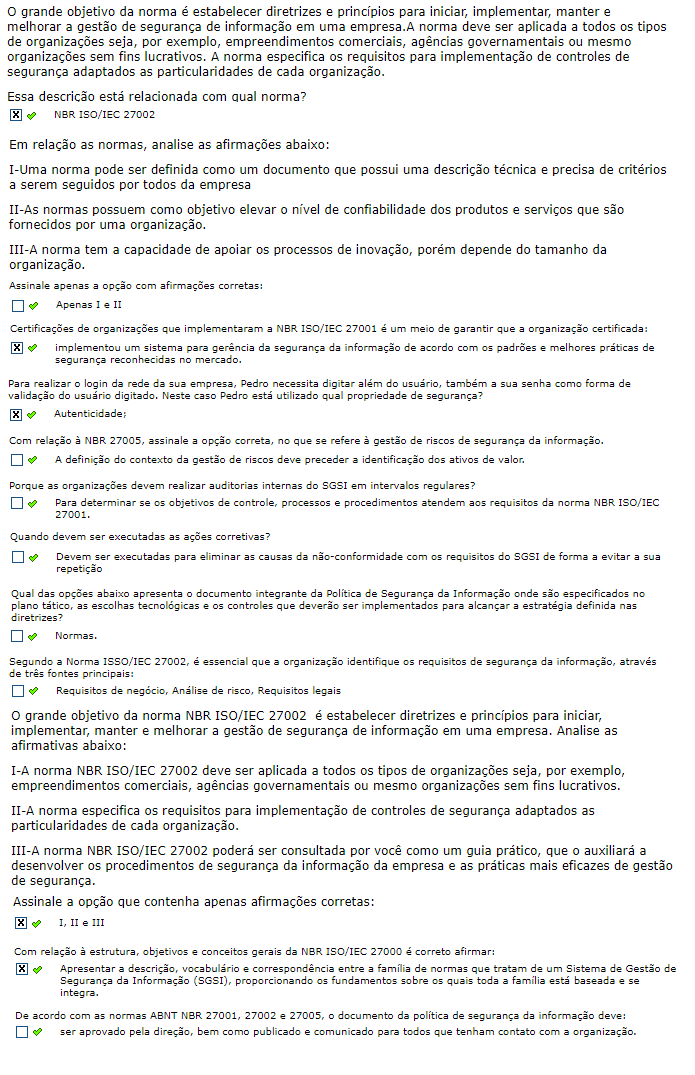 O grande objetivo da norma é estabelecer diretrizes e princípios para iniciar, implementar, manter e
melhorar a gestão de segurança de informação em uma empresa.A norma deve ser aplicada a todos os tipos
de organizações seja, por exemplo, empreendimentos comerciais, agências governamentais ou mesmo
organizações sem fins lucrativos. A norma especifica os requisitos para implementação de controles de
segurança adaptados as particularidades de cada organização.
Essa descrição está relacionada com qual norma?
NBR ISO/IEC 27002
Em relação as normas, analise as afirmações abaixo:
I-Uma norma pode ser definida como um documento que possui uma descrição técnica e precisa de critérios
a serem seguidos por todos da empresa
II-As normas possuem como objetivo elevar o nível de confiabilidade dos produtos e serviços que são
fornecidos por uma organização.
III-A norma tem a capacidade de apoiar os processos de inovação, porém depende do tamanho da
organização.
Assinale apenas a opção com afirmações corretas:
Apenas I e II
Certificações de organizações que implementaram a NBR ISO/IEC 27001 é um meio de garantir que a organização certificada:
implementou um sistema para gerência da segurança da informação de acordo com os padrões e melhores práticas de
segurança reconhecidas no mercado.
Para realizar o login da rede da sua empresa, Pedro necessita digitar além do usuário, também a sua senha como forma de
validação do usuário digitado. Neste caso Pedro está utilizado qual propriedade de segurança?
Autenticidade;
Com relação à NBR 27005, assinale a opção correta, no que se refere à gestão de riscos de segurança da informação.
A definição do contexto da gestão de riscos deve preceder a identificação dos ativos de valor.
Porque as organizações devem realizar auditorias internas do SGSI em intervalos regulares?
Para determinar se os objetivos de controle, processos e procedimentos atendem aos requisitos da norma NBR ISO/IEC
27001.
Quando devem ser executadas as ações corretivas?
Devem ser executadas para eliminar as causas da não-conformidade com os requisitos do SGSI de forma a evitar a sua
repetição
Qual das opções abaixo apresenta o documento integrante da Política de Segurança da Informação onde são especificados no
plano tático, as escolhas tecnológicas e os controles que deverão ser implementados para alcançar a estratégia definida nas
diretrizes?
Normas.
Segundo a Norma ISSO/IEC 27002, é essencial que a organização identifique os requisitos de segurança da informação, através
de três fontes principais:
Requisitos de negócio, Análise de risco, Requisitos legais
O grande objetivo da norma NBR ISO/IEC 27002 é estabelecer diretrizes e princípios para iniciar,
implementar, manter e melhorar a gestão de segurança de informação em uma empresa. Analise as
afirmativas abaixo:
I-A norma NBR ISO/IEC 27002 deve ser aplicada a todos os tipos de organizações seja, por exemplo,
empreendimentos comerciais, agências governamentais ou mesmo organizações sem fins lucrativos.
II-A norma especifica os requisitos para implementação de controles de segurança adaptados as
particularidades de cada organização.
III-A norma NBR ISO/IEC 27002 poderá ser consultada por você como um guia prático, que o auxiliará a
desenvolver os procedimentos de segurança da informação da empresa e as práticas mais eficazes de gestão
de segurança.
Assinale a opção que contenha apenas afirmações corretas:
I, II e III
Com relação à estrutura, objetivos e conceitos gerais da NBR ISO/IEC 27000 é correto afirmar:
Apresentar a descrição, vocabulário e correspondência entre a família de normas que tratam de um Sistema de Gestão de
Segurança da Informação (SGSI), proporcionando os fundamentos sobre os quais toda a família está baseada e se
integra.
De acordo com as normas ABNT NBR 27001, 27002 e 27005, o documento da política de segurança da informação deve:
ser aprovado pela direção, bem como publicado e comunicado para todos que tenham contato com a organização.